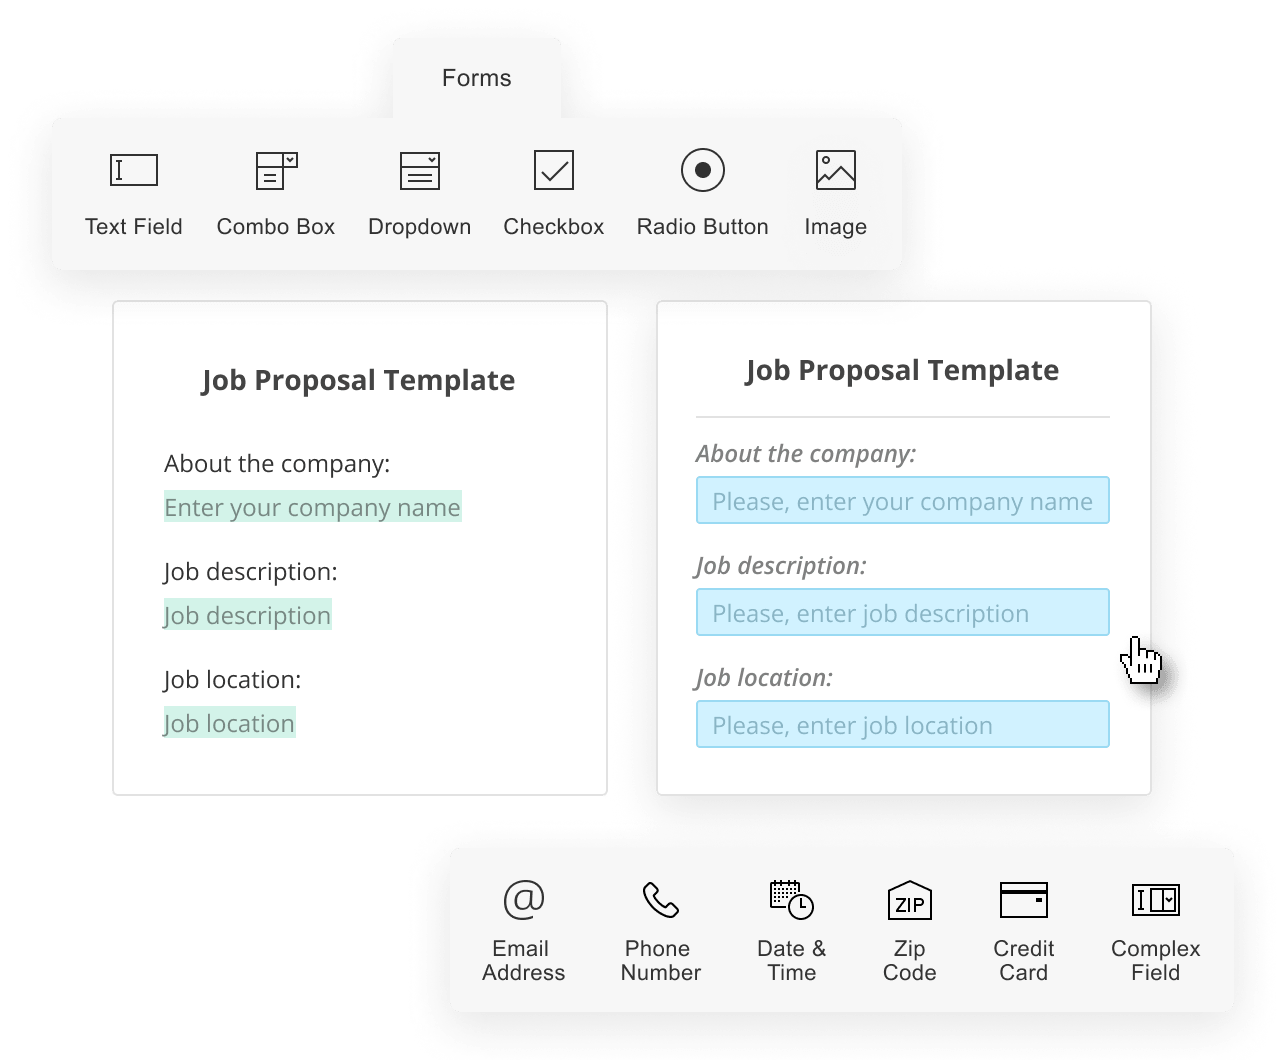 Forms
Text Field
Combo Box
Dropdown
Checkbox
Radio Button
Image
Job Proposal Template
About the company:
Enter your company name
Job description:
Job description
Job location:
Job location
Job Proposal Template
About the company:
Please, enter your company name
Job description:
Please, enter job description
Job location:
Please, enter job location
@
Email
Address
Phone
Number
Date &
Time
ZIP
Zip
Code
Credit
Card
Complex
Field